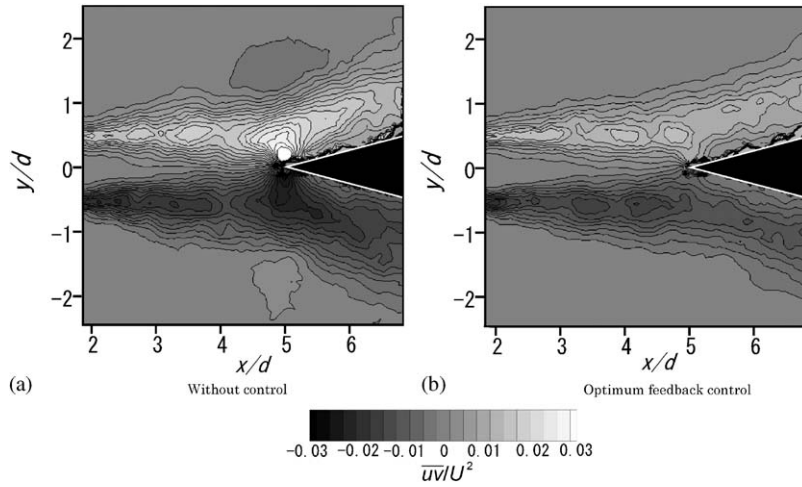 2
1
0
-1
-2
y/d
2 3 4 5 6
x/d
(a) Without control
2
1
0
-1
-2
y/d
2 3 4 5 6
x/d
(b) Optimum feedback control
-0.03 -0.02 -0.01 0 0.01 0.02 0.03
uv/U²